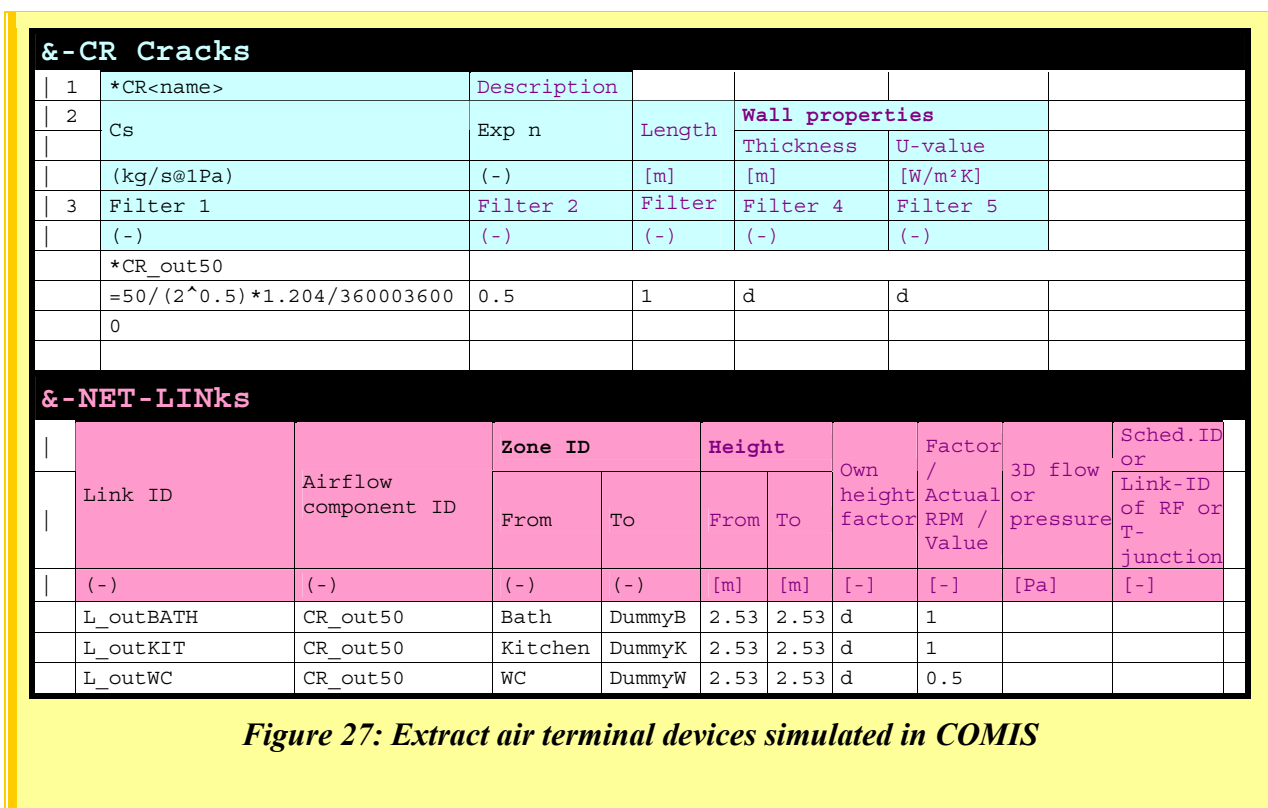 &-CR Cracks
| 1 *CR<name> Description
| 2 Cs Exp n Length Wall properties
| Thickness U-value
| (kg/s@1Pa) (-) [m] [m] [W/m²K]
| 3 Filter 1 Filter 2 Filter Filter 4 Filter 5
| (-) (-) (-) (-) (-)
*CR_out50
=50/(2^0.5)*1.204/360003600 0.5 1 d d
0
&-NET-LINks
| Link ID Airflow component ID Zone ID Height Own height factor Factor / Actual RPM / Value 3D flow or pressure Sched.ID or
| From To From To Link-ID of RF or T-junction
| (-) (-) (-) (-) [m] [m] [-] [-] [Pa] [-]
L_outBATH CR_out50 Bath DummyB 2.53 2.53 d 1
L_outKIT CR_out50 Kitchen DummyK 2.53 2.53 d 1
L_outWC CR_out50 WC DummyW 2.53 2.53 d 0.5
Figure 27: Extract air terminal devices simulated in COMIS